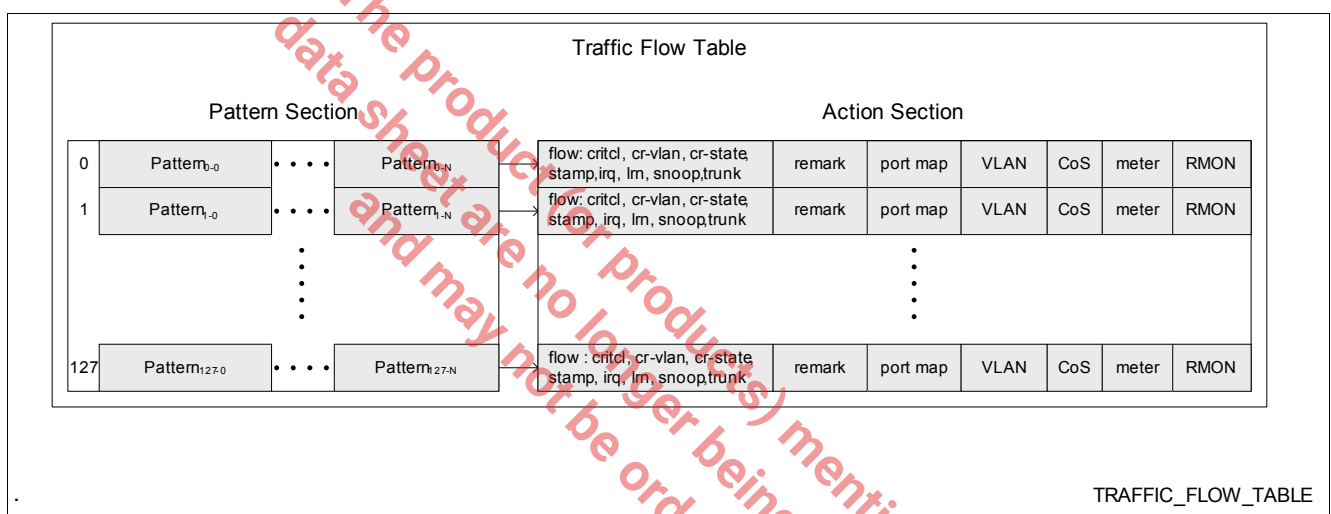 Traffic Flow Table
Pattern Section
Action Section
0 Pattern0-0 • • • • Pattern0-N flow: critcl, cr-vlan, cr-state, remark port map VLAN CoS meter RMON
stamp,irq, lrn, snoop,trunk
1 Pattern1-0 • • • • Pattern1-N flow: critcl, cr-vlan, cr-state, remark port map VLAN CoS meter RMON
stamp, irq, lrn, snoop,trunk
127 Pattern127-0 • • • • Pattern127-N flow : critcl, cr-vlan, cr-state, remark port map VLAN CoS meter RMON
stamp, irq, lrn, snoop,trunk
TRAFFIC_FLOW_TABLE
The product (or products) menti
data sheet are no longer bein
and may not be ord